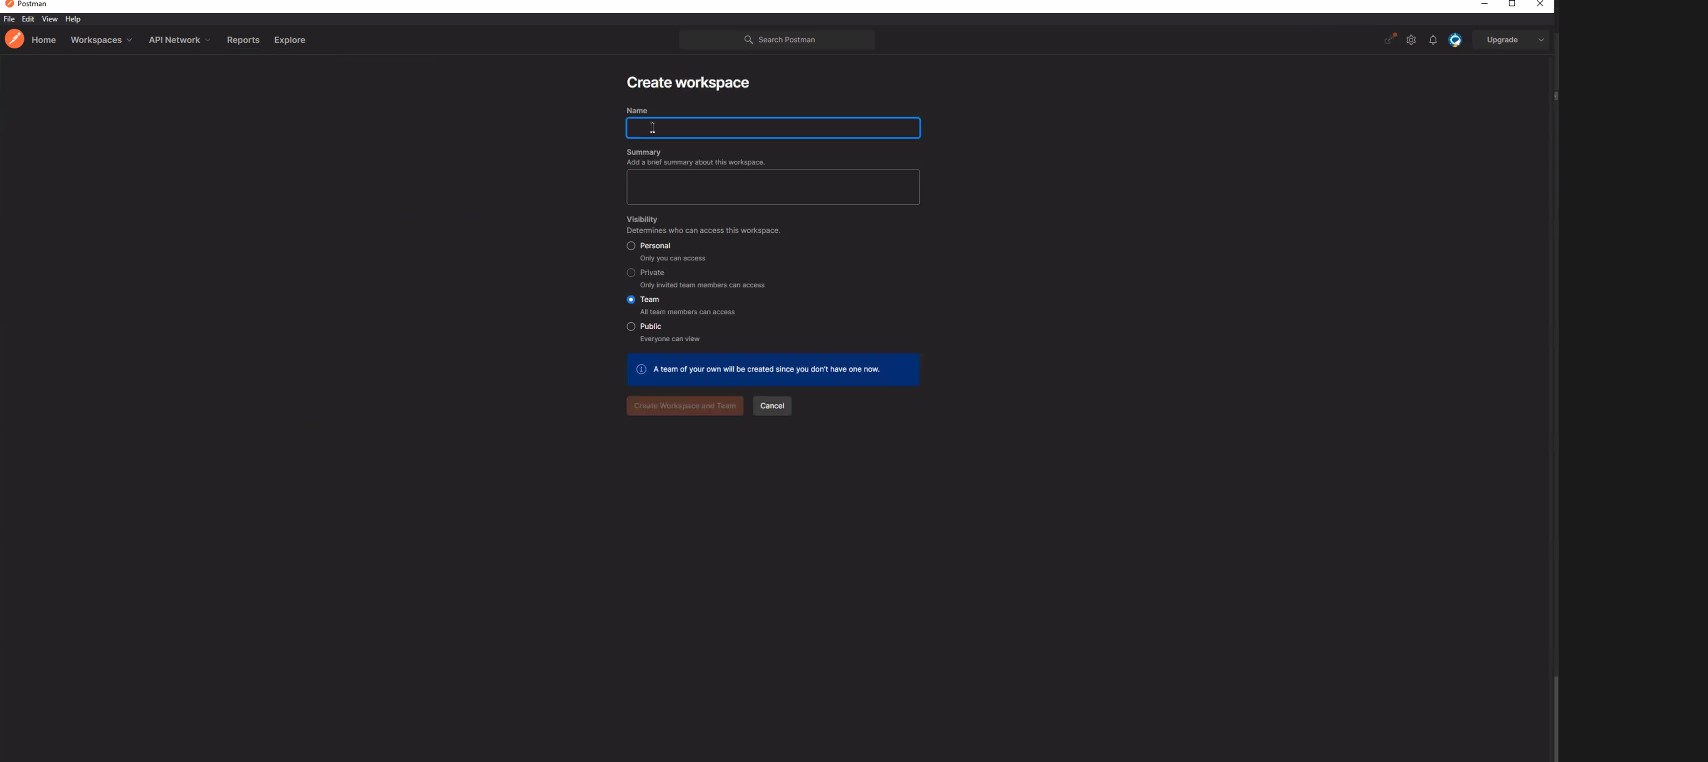 Postman
File Edit View Help
Home Workspaces API Network Reports Explore Search Postman Upgrade
Create workspace
Name
Summary
Add a brief summary about this workspace.
Visibility
Determines who can access this workspace.
Personal
Only you can access
Private
Only invited team members can access
Team
All team members can access
Public
Everyone can view
A team of your own will be created since you don't have one now.
Create Workspace and Team Cancel